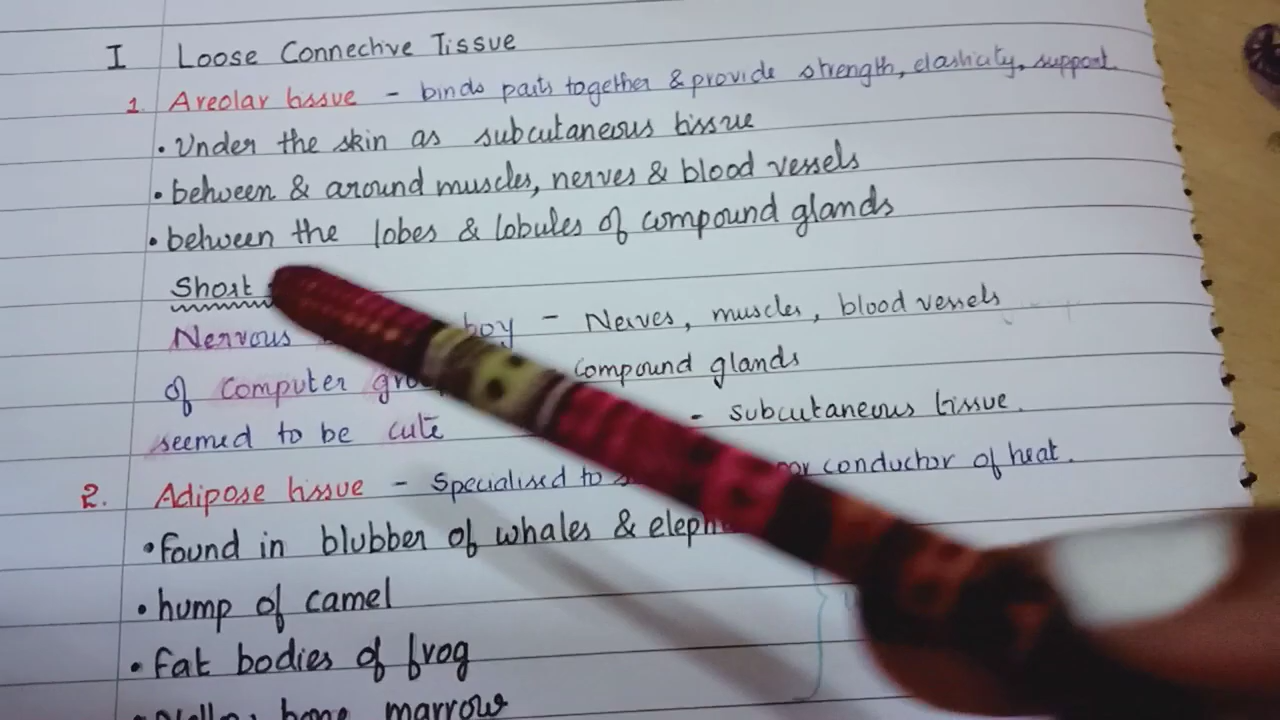 I Loose Connective Tissue
1. Areolar tissue - binds parts together & provide strength, elasticity, support.
• Under the skin as subcutaneous tissue
• between & around muscles, nerves & blood vessels
• between the lobes & lobules of compound glands
Short
Nervous boy - Nerves, muscles, blood vessels
of computer compound glands
seemed to be cute - subcutaneous tissue.
2. Adipose tissue - Specialised to conductor of heat.
• Found in blubber of whales &
• hump of camel
• Fat bodies of frog
bone marrow